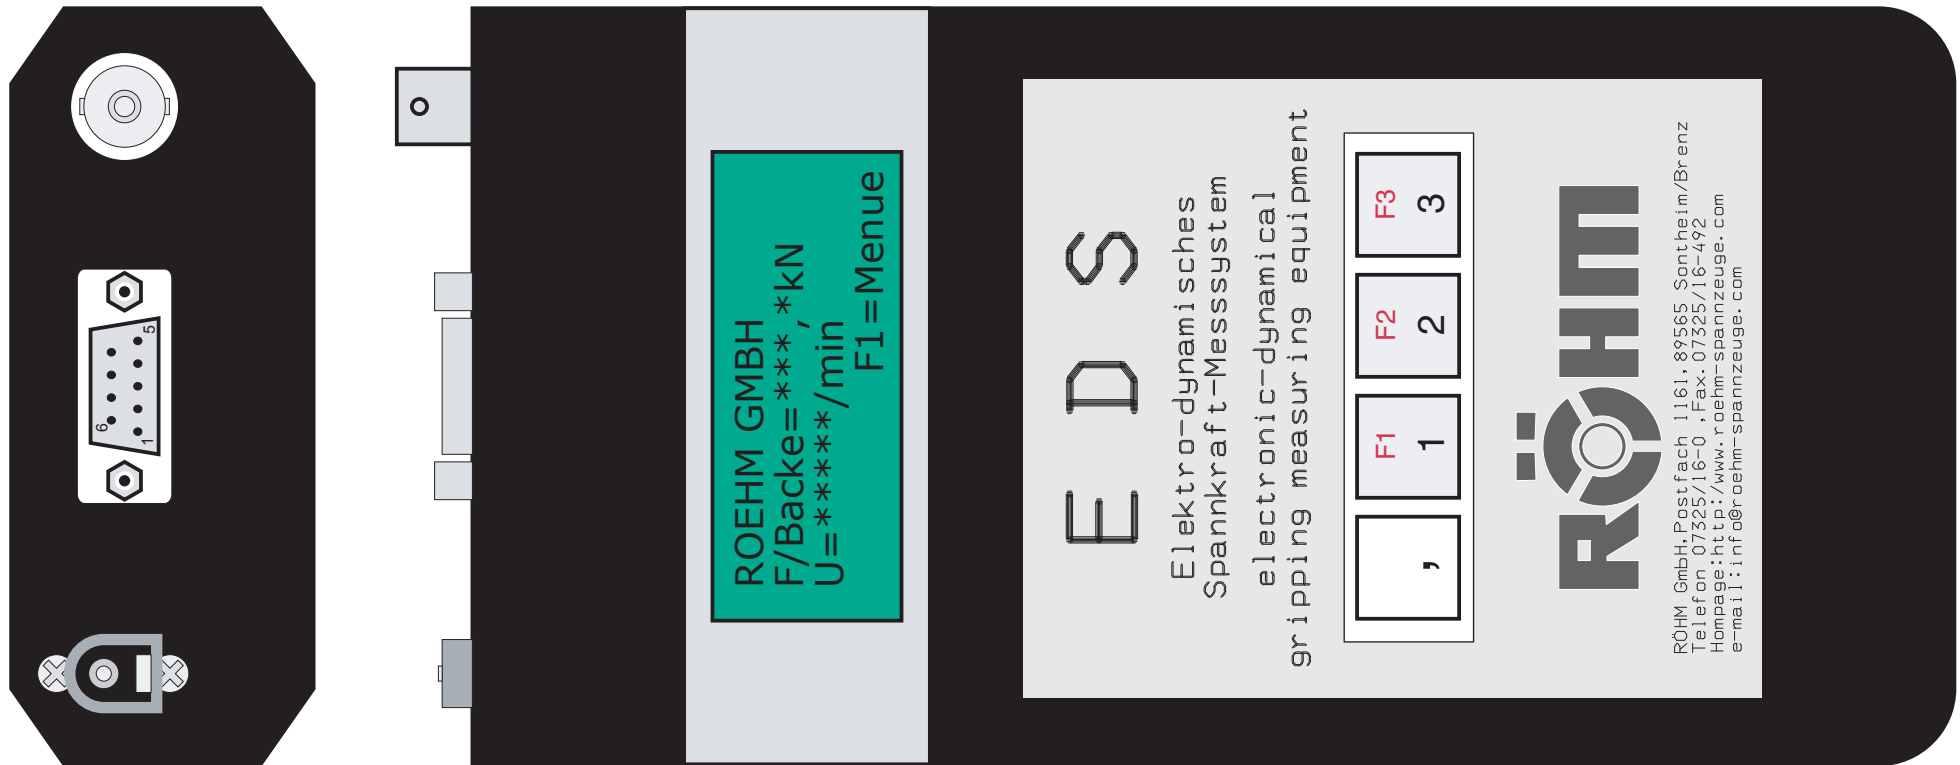 6
1
5
ROEHM GMBH
F/Backe=***,*kN
U=*****/min
F1=Menue
E D S
Elektro-dynamisches
Spannkraft-Messsystem
electronic-dynamical
gripping measuring equipment
, F1 1 F2 2 F3 3
RÖHM
RÖHM GmbH,Postfach 1161,89565 Sontheim/Brenz
Telefon 07325/16-0 ,Fax.07325/16-492
Hompage:http:/www.roehm-spannzeuge.com
e-mail:info@roehm-spannzeuge.com